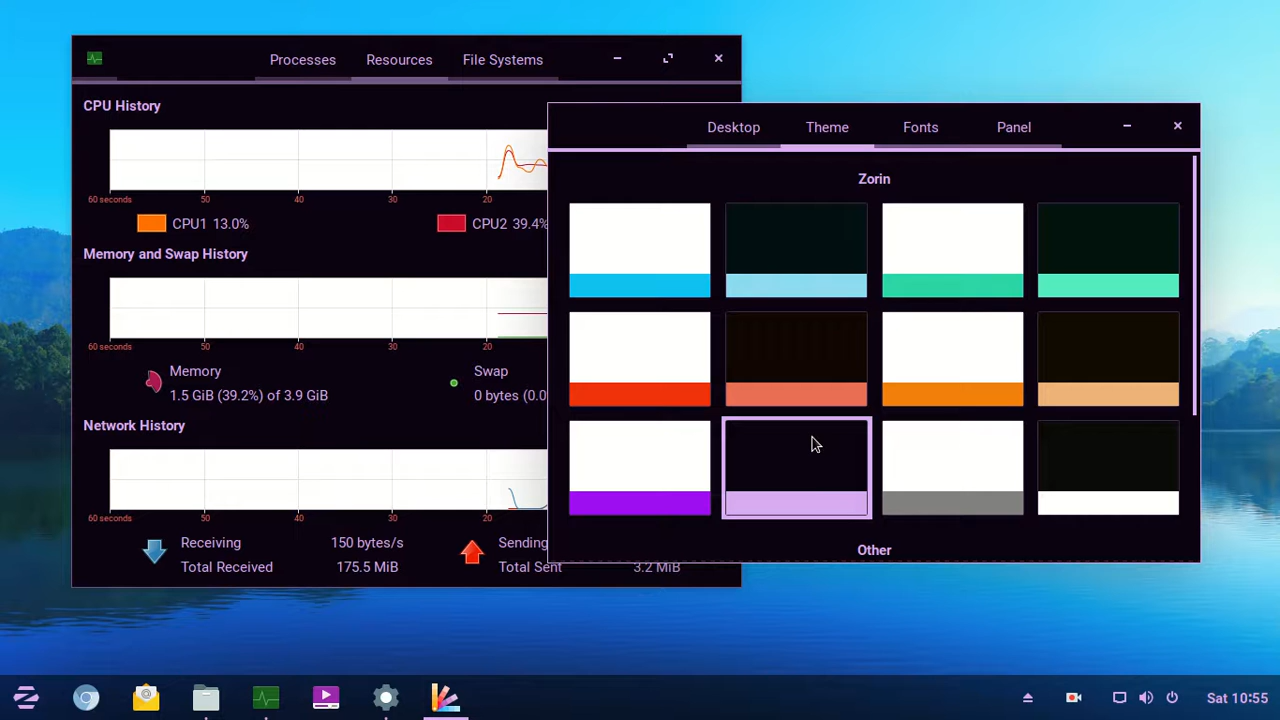 Processes Resources File Systems
CPU History
60 seconds 50 40 30 20
CPU1 13.0% CPU2 39.4%
Memory and Swap History
60 seconds 50 40 30 20
Memory Swap
1.5 GiB (39.2%) of 3.9 GiB 0 bytes
Network History
60 seconds 50 40 30 20
Receiving 150 bytes/s Sending
Total Received 175.5 MiB Total Sent 3.2 MiB
Desktop Theme Fonts Panel
Zorin
Other
Sat 10:55